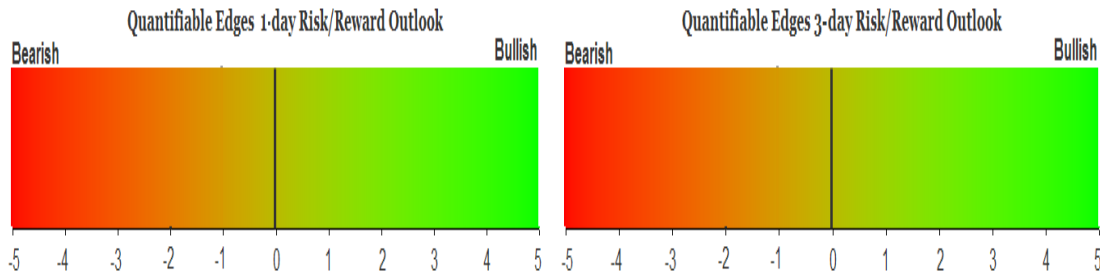 Quantifiable Edges 1-day Risk/Reward Outlook
Bearish Bullish
-5 -4 -3 -2 -1 0 1 2 3 4 5
Quantifiable Edges 3-day Risk/Reward Outlook
Bearish Bullish
-5 -4 -3 -2 -1 0 1 2 3 4 5